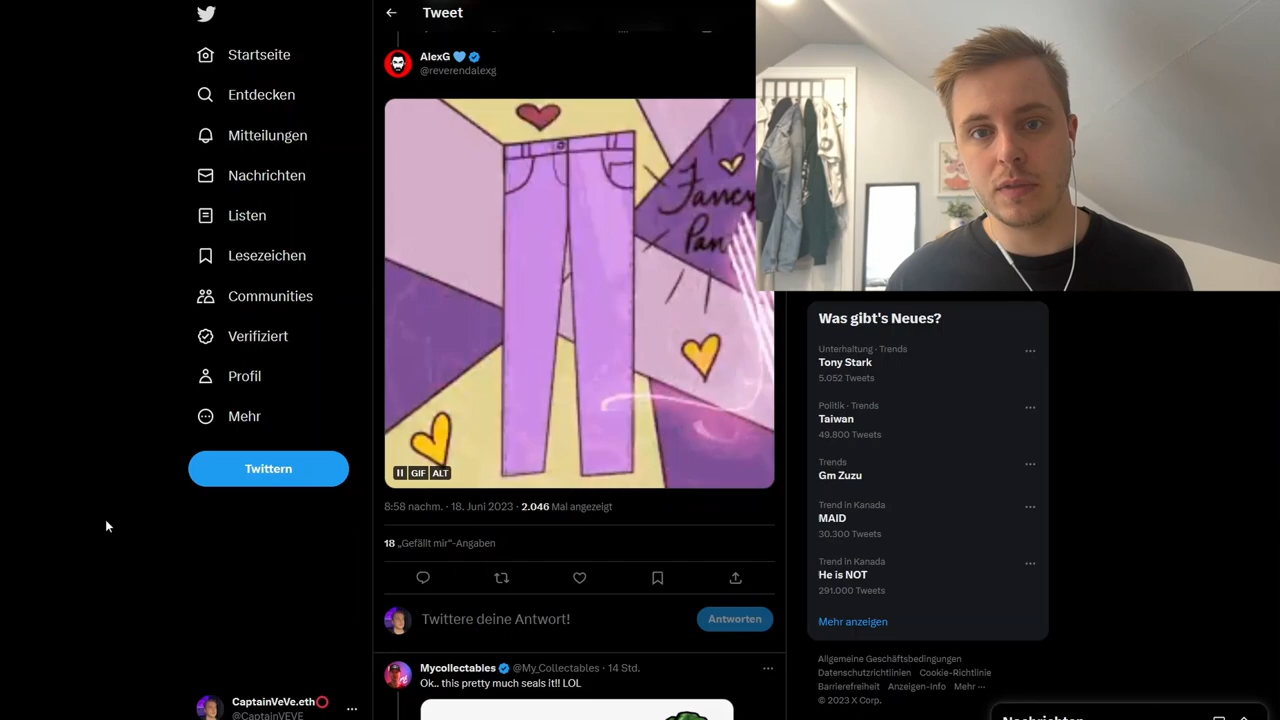 Startseite
Entdecken
Mitteilungen
Nachrichten
Listen
Lesezeichen
Communities
Verifiziert
Profil
Mehr
Twittern
CaptainVeVe.eth
@CaptainVEVE
Tweet
AlexG
@reverendalexg
Fancy
GIF ALT
8:58 nachm. · 18. Juni 2023 · 2.046 Mal angezeigt
18 „Gefällt mir“-Angaben
Twittere deine Antwort!
Antworten
Mycollectables @My_Collectables · 14 Std.
Ok.. this pretty much seals it!! LOL
Was gibt's Neues?
Unterhaltung · Trends
Tony Stark
5.052 Tweets
Politik · Trends
Taiwan
49.800 Tweets
Trends
Gm Zuzu
Trend in Kanada
MAID
30.300 Tweets
Trend in Kanada
He is NOT
291.000 Tweets
Mehr anzeigen
Allgemeine Geschäftsbedingungen
Datenschutzrichtlinien Cookie-Richtlinie
Barrierefreiheit Anzeigen-Info Mehr ···
© 2023 X Corp.
Nachrichten